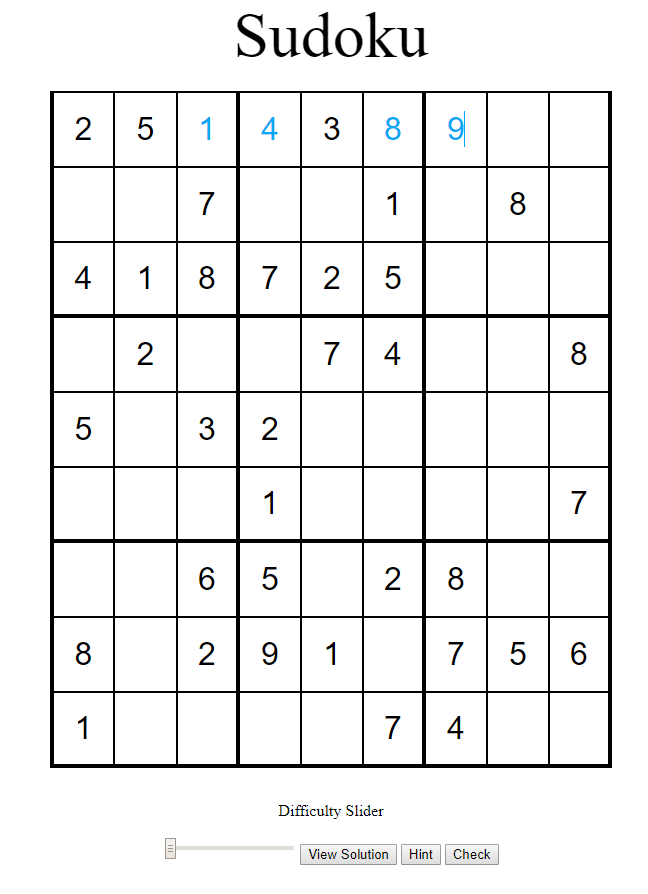 Sudoku
2 5 1 4 3 8 9
7 1 8
4 1 8 7 2 5
2 7 4 8
5 3 2
1 7
6 5 2 8
8 2 9 1 7 5 6
1 7 4
Difficulty Slider
View Solution Hint Check